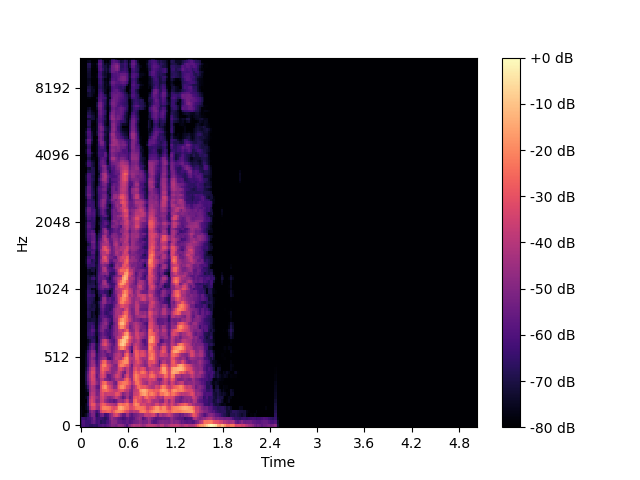 8192
4096
2048
1024
512
0
Hz
0 0.6 1.2 1.8 2.4 3 3.6 4.2 4.8
Time
+0 dB
-10 dB
-20 dB
-30 dB
-40 dB
-50 dB
-60 dB
-70 dB
-80 dB